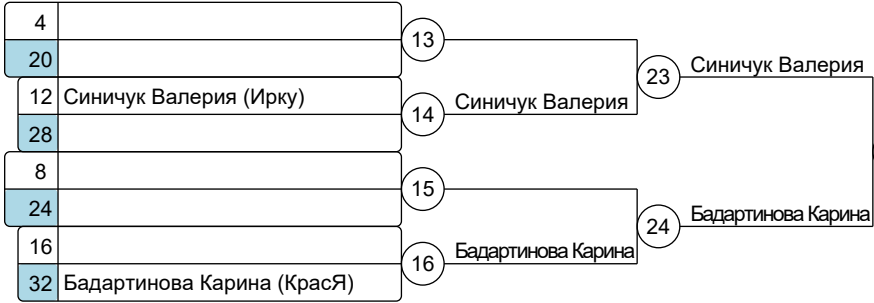 4
13
20
23 Синичук Валерия
12 Синичук Валерия (Ирку)
14 Синичук Валерия
28
8
15
24
24 Бадартинова Карина
16
16 Бадартинова Карина
32 Бадартинова Карина (КрасЯ)